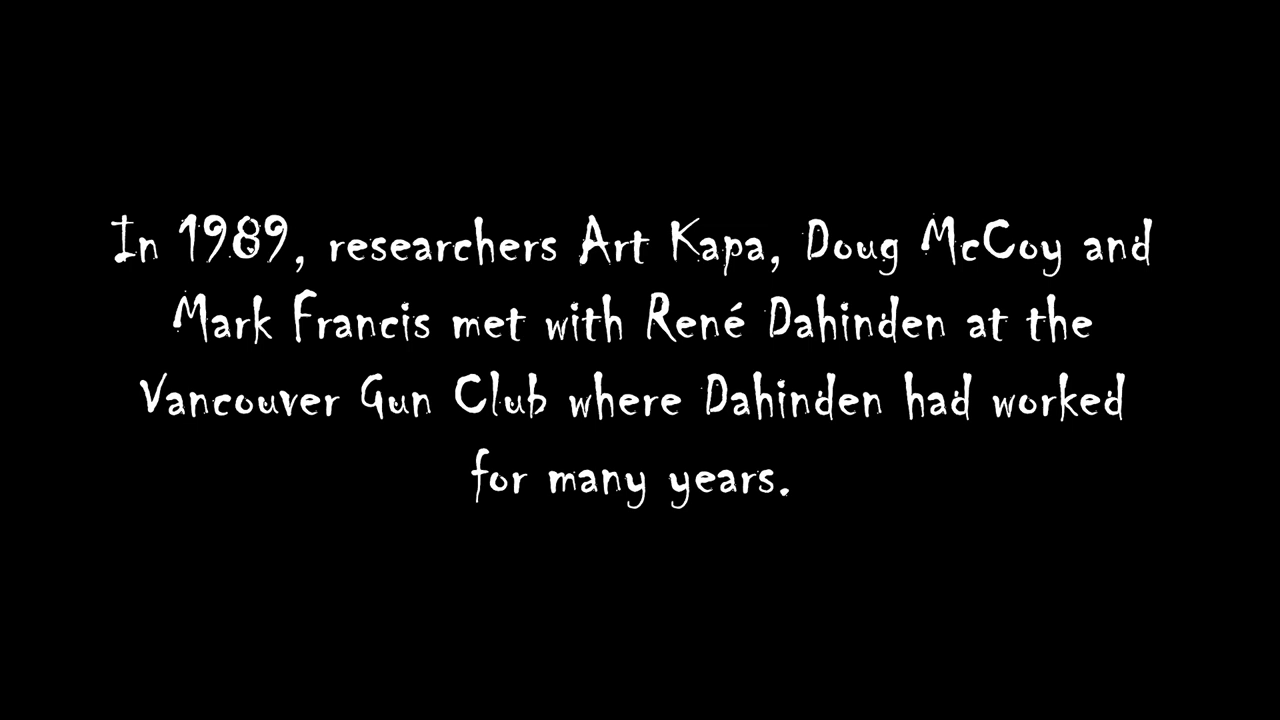 In 1989, researchers Art Kapa, Doug McCoy and
Mark Francis met with René Dahinden at the
Vancouver Gun Club where Dahinden had worked
for many years.